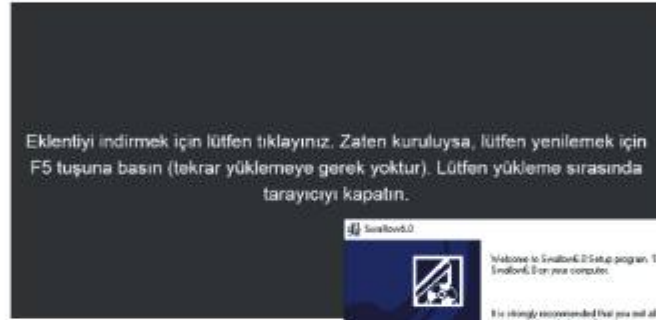 Eklentiyi indirmek için lütfen tıklayınız. Zaten kuruluysa, lütfen yenilemek için
F5 tuşuna basın (tekrar yüklemeye gerek yoktur). Lütfen yükleme sırasında
tarayıcıyı kapatın.
Swallow6.0
Welcome to Swallow6.0 Setup program. T
Swallow6.0 on your computer.
It is strongly recommended that you exit all